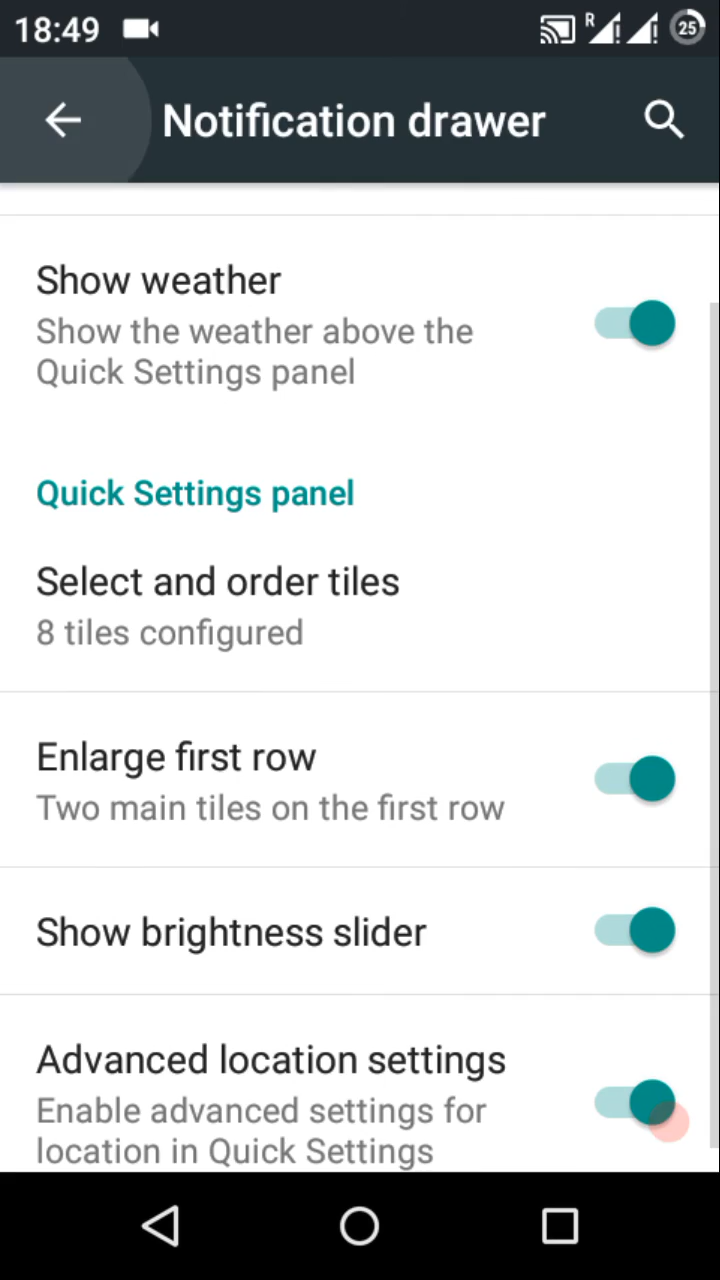 18:49
R
25
Notification drawer
Show weather
Show the weather above the
Quick Settings panel
Quick Settings panel
Select and order tiles
8 tiles configured
Enlarge first row
Two main tiles on the first row
Show brightness slider
Advanced location settings
Enable advanced settings for
location in Quick Settings